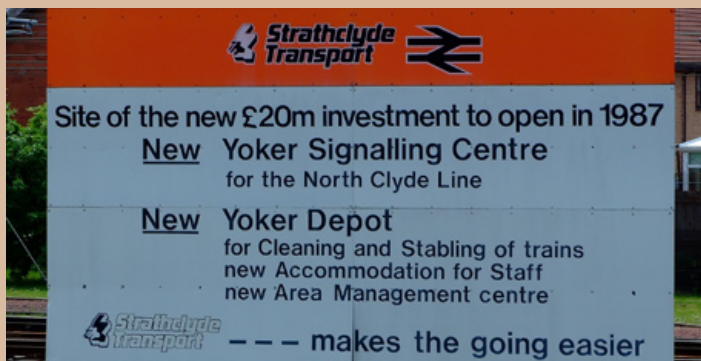 Strathclyde
Transport
Site of the new £20m investment to open in 1987
New Yoker Signalling Centre
for the North Clyde Line
New Yoker Depot
for Cleaning and Stabling of trains
new Accommodation for Staff
new Area Management centre
Strathclyde
Transport
--- makes the going easier